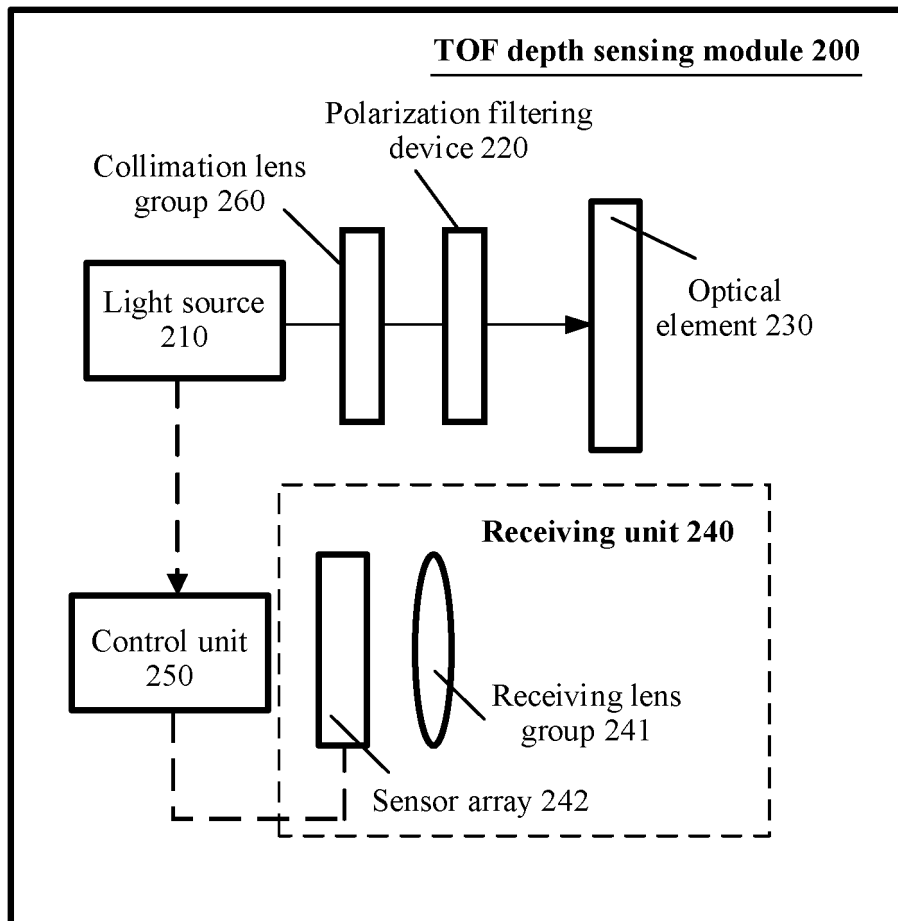 TOF depth sensing module 200
Polarization filtering
device 220
Collimation lens
group 260
Light source
210
Optical
element 230
Receiving unit 240
Control unit
250
Receiving lens
group 241
Sensor array 242